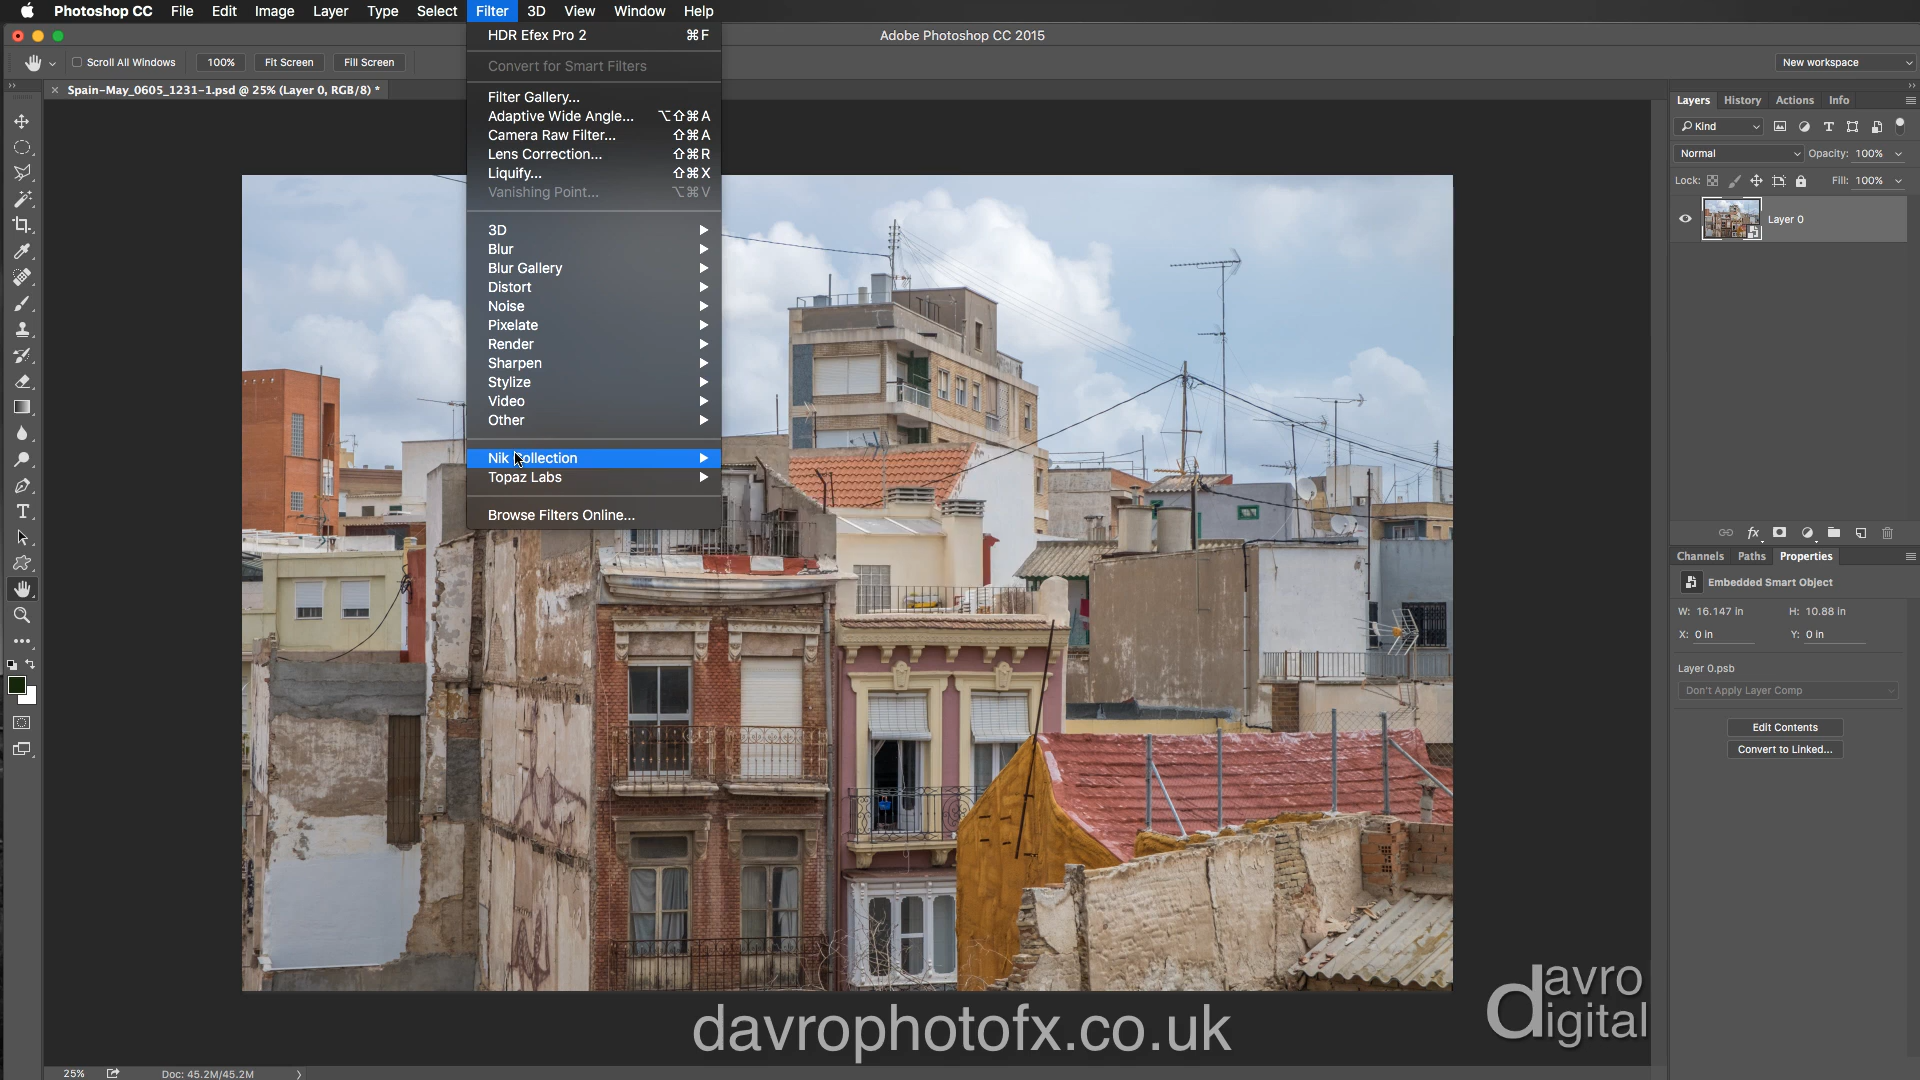 Photoshop CC File Edit Image Layer Type Select Filter 3D View Window Help
Adobe Photoshop CC 2015
Scroll All Windows 100% Fit Screen Fill Screen
New workspace
Spain-May_0605_1231-1.psd @ 25% (Layer 0, RGB/8) *
HDR Efex Pro 2 ⌘F
Convert for Smart Filters
Filter Gallery...
Adaptive Wide Angle... ⌥⇧⌘A
Camera Raw Filter... ⇧⌘A
Lens Correction... ⇧⌘R
Liquify... ⇧⌘X
Vanishing Point... ⌥⌘V
3D
Blur
Blur Gallery
Distort
Noise
Pixelate
Render
Sharpen
Stylize
Video
Other
Nik Collection
Topaz Labs
Browse Filters Online...
Layers History Actions Info
Kind
Normal Opacity: 100%
Lock: Fill: 100%
Layer 0
Channels Paths Properties
Embedded Smart Object
W: 16.147 in H: 10.88 in
X: 0 in Y: 0 in
Layer 0.psb
Don't Apply Layer Comp
Edit Contents
Convert to Linked...
davrophotofx.co.uk
davro
digital
25% Doc: 45.2M/45.2M